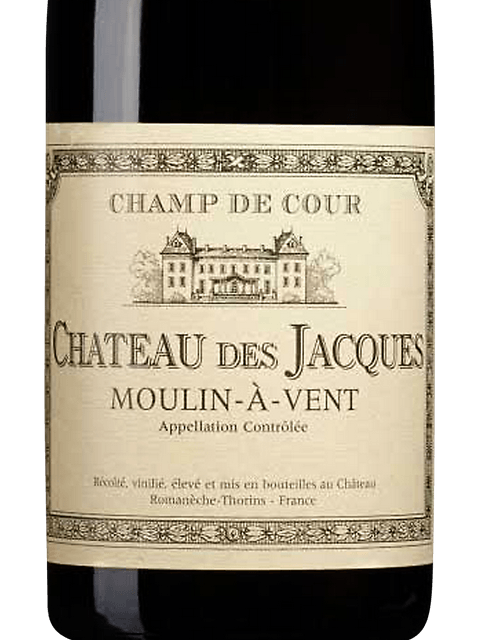 CHAMP DE COUR
CHATEAU DES JACQUES
MOULIN-À-VENT
Appellation Contrôlée
Récolté, vinifié, élevé et mis en bouteilles au Château
Romanèche-Thorins - France